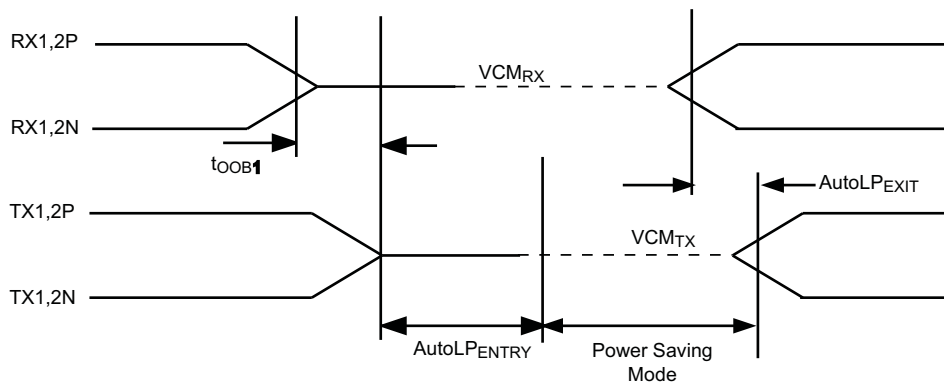 RX1,2P
VCMRX
RX1,2N
tOOB1
AutoLPEXIT
TX1,2P
VCMTX
TX1,2N
AutoLPENTRY
Power Saving
Mode